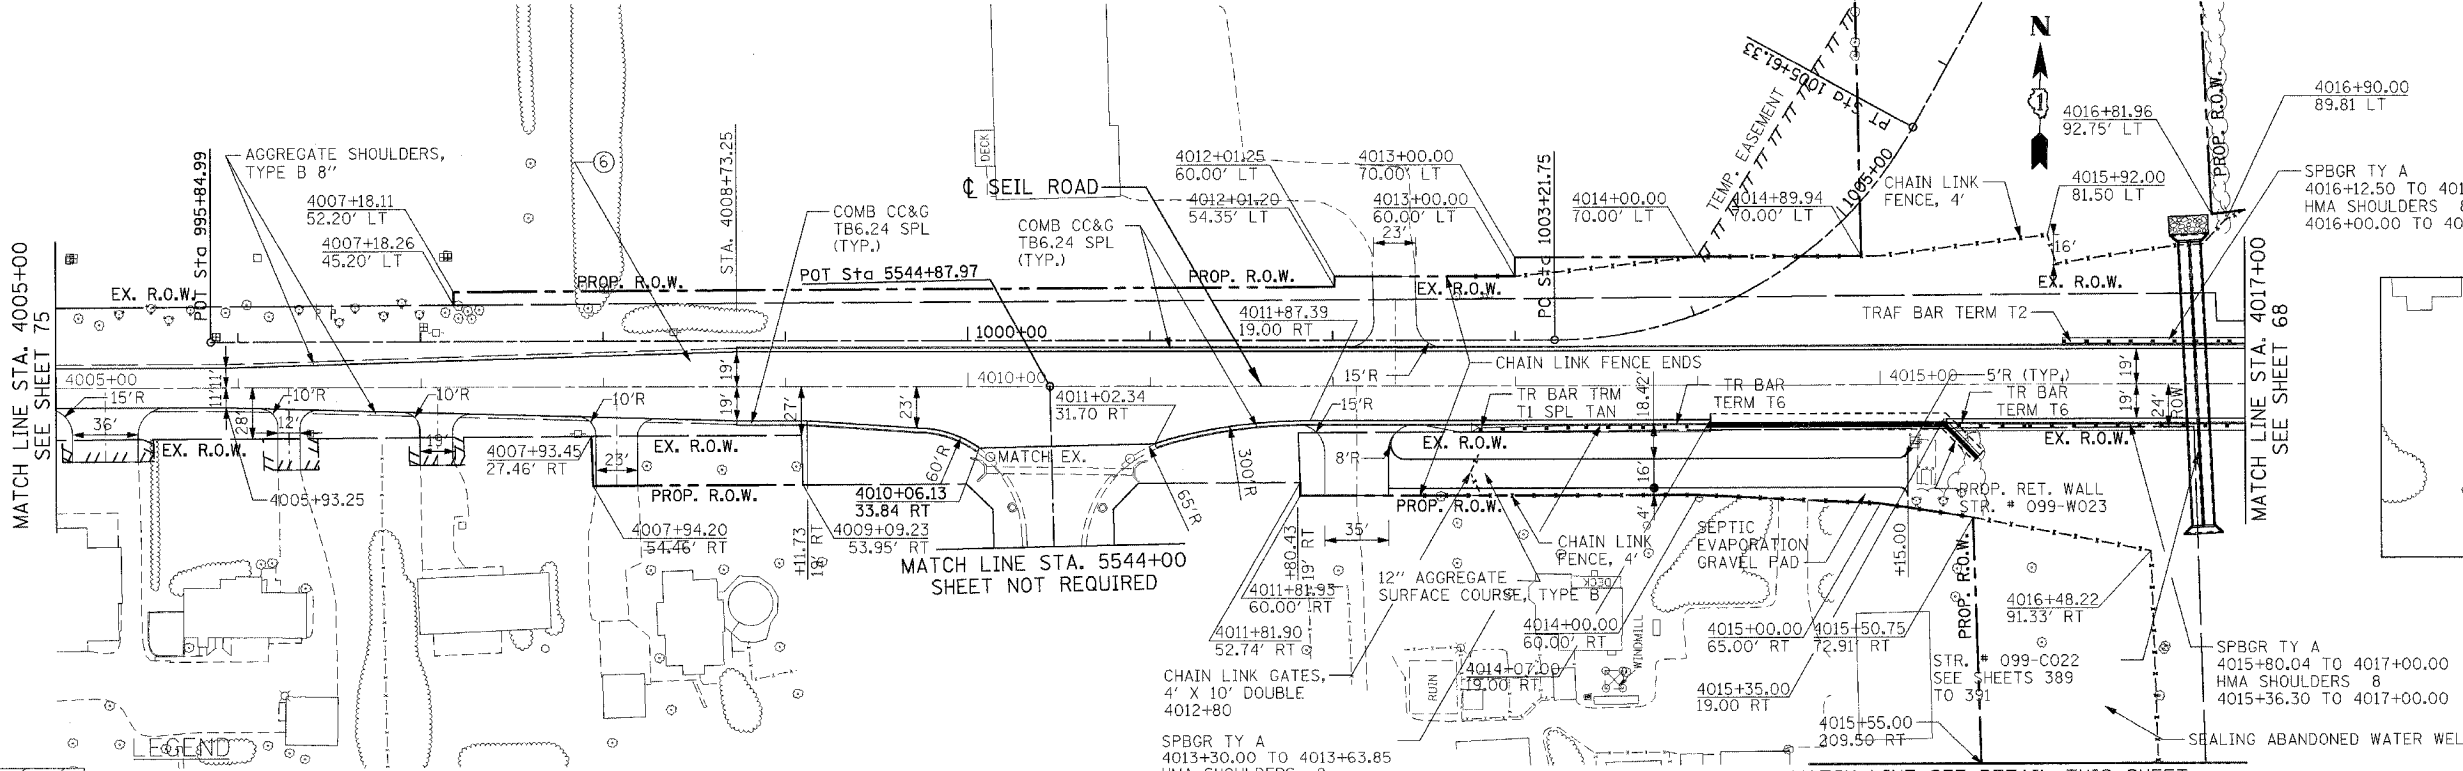 N
1
MATCH LINE STA. 4005+00
SEE SHEET 75
POT Sta 995+84.99
AGGREGATE SHOULDERS,
TYPE B 8"
4007+18.11
52.20' LT
4007+18.26
45.20' LT
6
STA. 4008+73.25
COMB CC&G
TB6.24 SPL
(TYP.)
DECK
℄ SEIL ROAD
COMB CC&G
TB6.24 SPL
(TYP.)
POT Sta 5544+87.97
4012+01.25
60.00' LT
4012+01.20
54.35' LT
4013+00.00
70.00' LT
4013+00.00
60.00' LT
23'
PO Sta 1003+21.75
4014+00.00
70.00' LT
4014+89.94
70.00' LT
TEMP. EASEMENT
PT Sta 1005+61.33
1005+00
CHAIN LINK
FENCE, 4'
4016+81.96
92.75' LT
4015+92.00
81.50 LT
PROP. R.O.W.
4016+90.00
89.81 LT
SPBGR TY A
4016+12.50 TO
HMA SHOULDERS
4016+00.00 TO
EX. R.O.W.
PROP. R.O.W.
PROP. R.O.W.
EX. R.O.W.
16'
EX. R.O.W.
TRAF BAR TERM T2
4011+87.39
19.00 RT
1000+00
4005+00
4010+00
4015+00
11'
11'
15'R
36'
28'
10'R
12'
10'R
19'
10'R
19'
19'
27'
23'
EX. R.O.W.
4005+93.25
4007+93.45
27.46' RT
23'
EX. R.O.W.
PROP. R.O.W.
4007+94.20
54.46' RT
4009+09.23
53.95' RT
+11.73
19' RT
60'R
4010+06.13
33.84 RT
MATCH EX.
4011+02.34
31.70 RT
65'R
300'R
MATCH LINE STA. 5544+00
SHEET NOT REQUIRED
15'R
CHAIN LINK FENCE ENDS
15'R
8'R
TR BAR TRM
T1 SPL TAN
TR BAR
TERM T6
18.42'
16'
4'
5'R (TYP.)
TR BAR
TERM T6
19'
19'
24'
ROW
EX. R.O.W.
EX. R.O.W.
PROP. R.O.W.
35'
+80.43
19' RT
4011+81.93
60.00' RT
4011+81.90
52.74' RT
CHAIN LINK
FENCE, 4'
12" AGGREGATE
SURFACE COURSE, TYPE B
DECK
SEPTIC
EVAPORATION
GRAVEL PAD
+15.00
PROP. RET. WALL
STR. # 099-W023
PROP. R.O.W.
4014+00.00
60.00' RT
4014+07.00
19.00 RT
WINDMILL
RUIN
4015+00.00
65.00' RT
4015+50.75
72.91' RT
4015+35.00
19.00 RT
4015+55.00
209.50 RT
STR. # 099-C022
SEE SHEETS 389
TO 391
4016+48.22
91.33' RT
SPBGR TY A
4015+80.04 TO 4017+00.00
HMA SHOULDERS 8
4015+36.30 TO 4017+00.00
CHAIN LINK GATES,
4' X 10' DOUBLE
4012+80
SPBGR TY A
4013+30.00 TO 4013+63.85
SEALING ABANDONED WATER
MATCH LINE STA. 4017+00
SEE SHEET 68
LEGEND